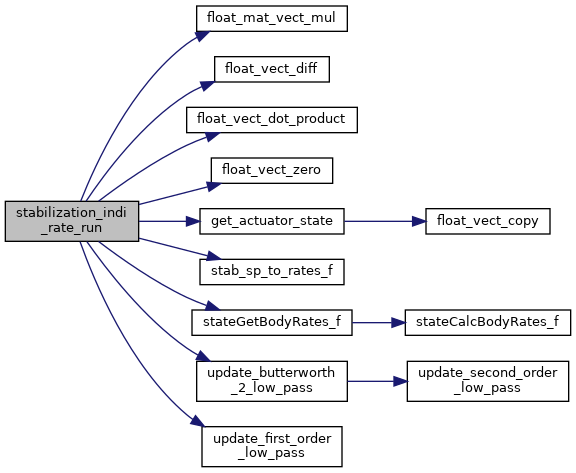 float_mat_vect_mul
float_vect_diff
float_vect_dot_product
float_vect_zero
stabilization_indi
_rate_run
get_actuator_state
float_vect_copy
stab_sp_to_rates_f
stateGetBodyRates_f
stateCalcBodyRates_f
update_butterworth
_2_low_pass
update_second_order
_low_pass
update_first_order
_low_pass